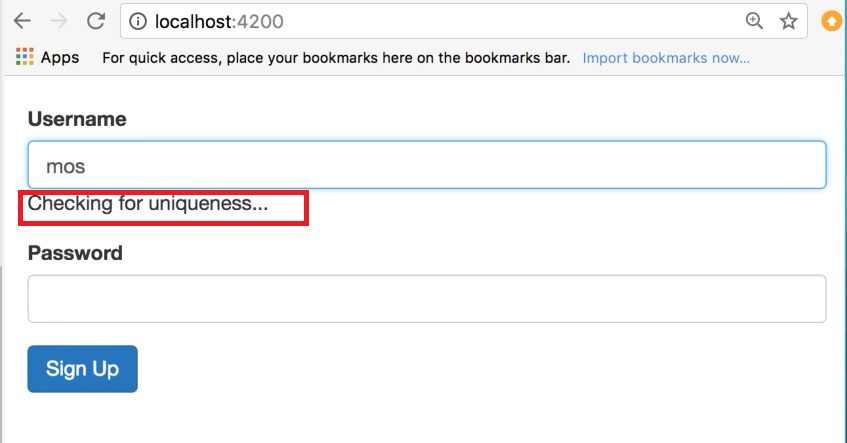 localhost:4200
Apps For quick access, place your bookmarks here on the bookmarks bar. Import bookmarks now...
Username
mos
Checking for uniqueness...
Password
Sign Up